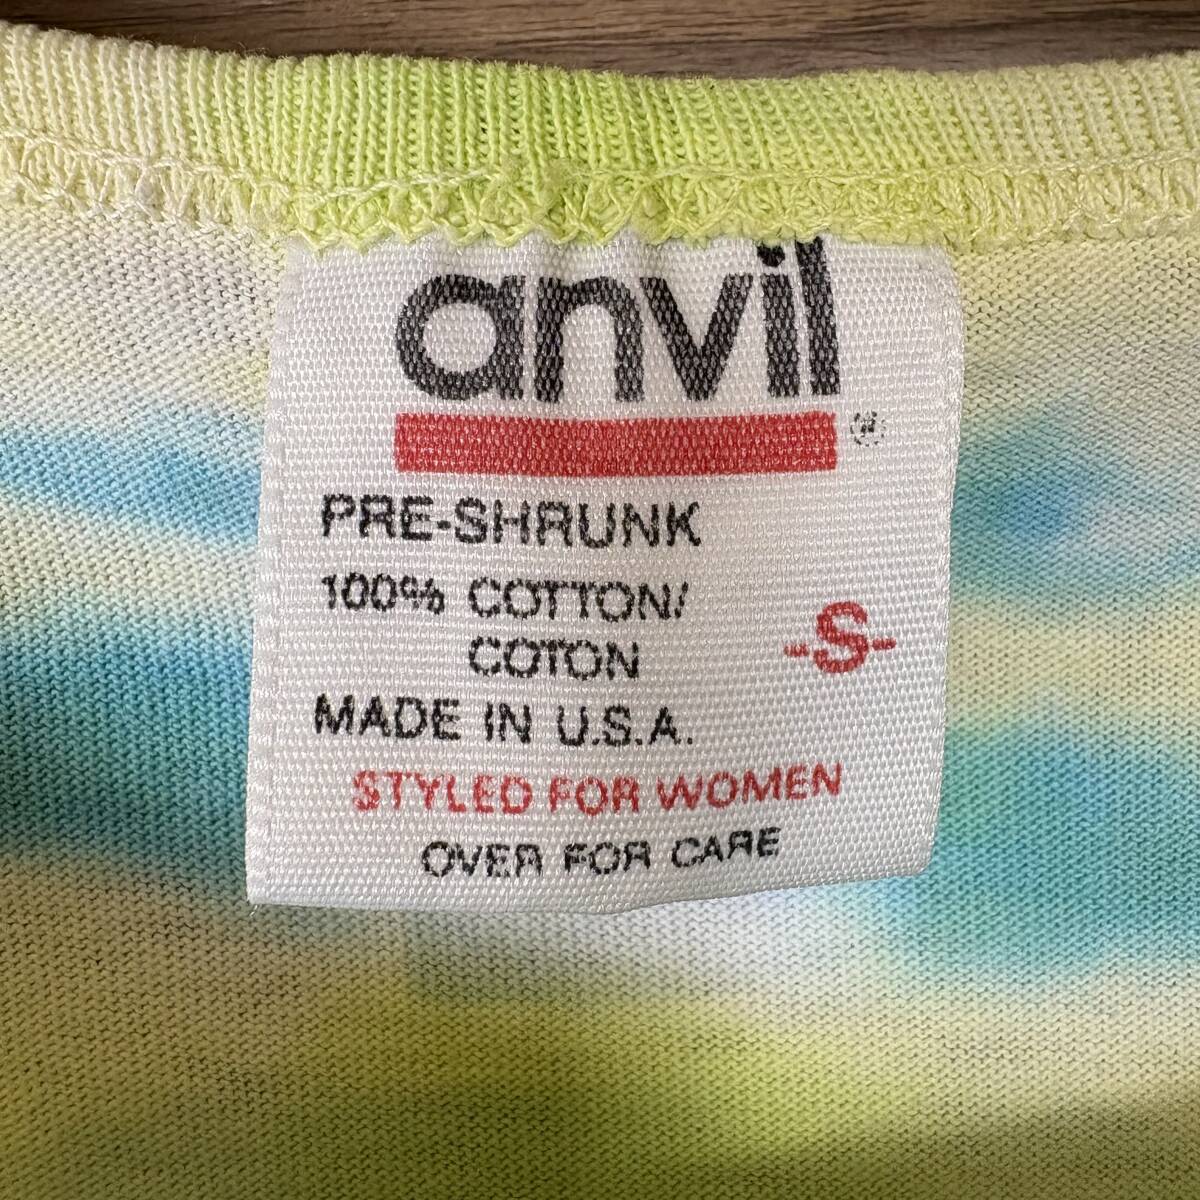 anvil®
PRE-SHRUNK
100% COTTON/
COTON
-S-
MADE IN U.S.A.
STYLED FOR WOMEN
OVER FOR CARE